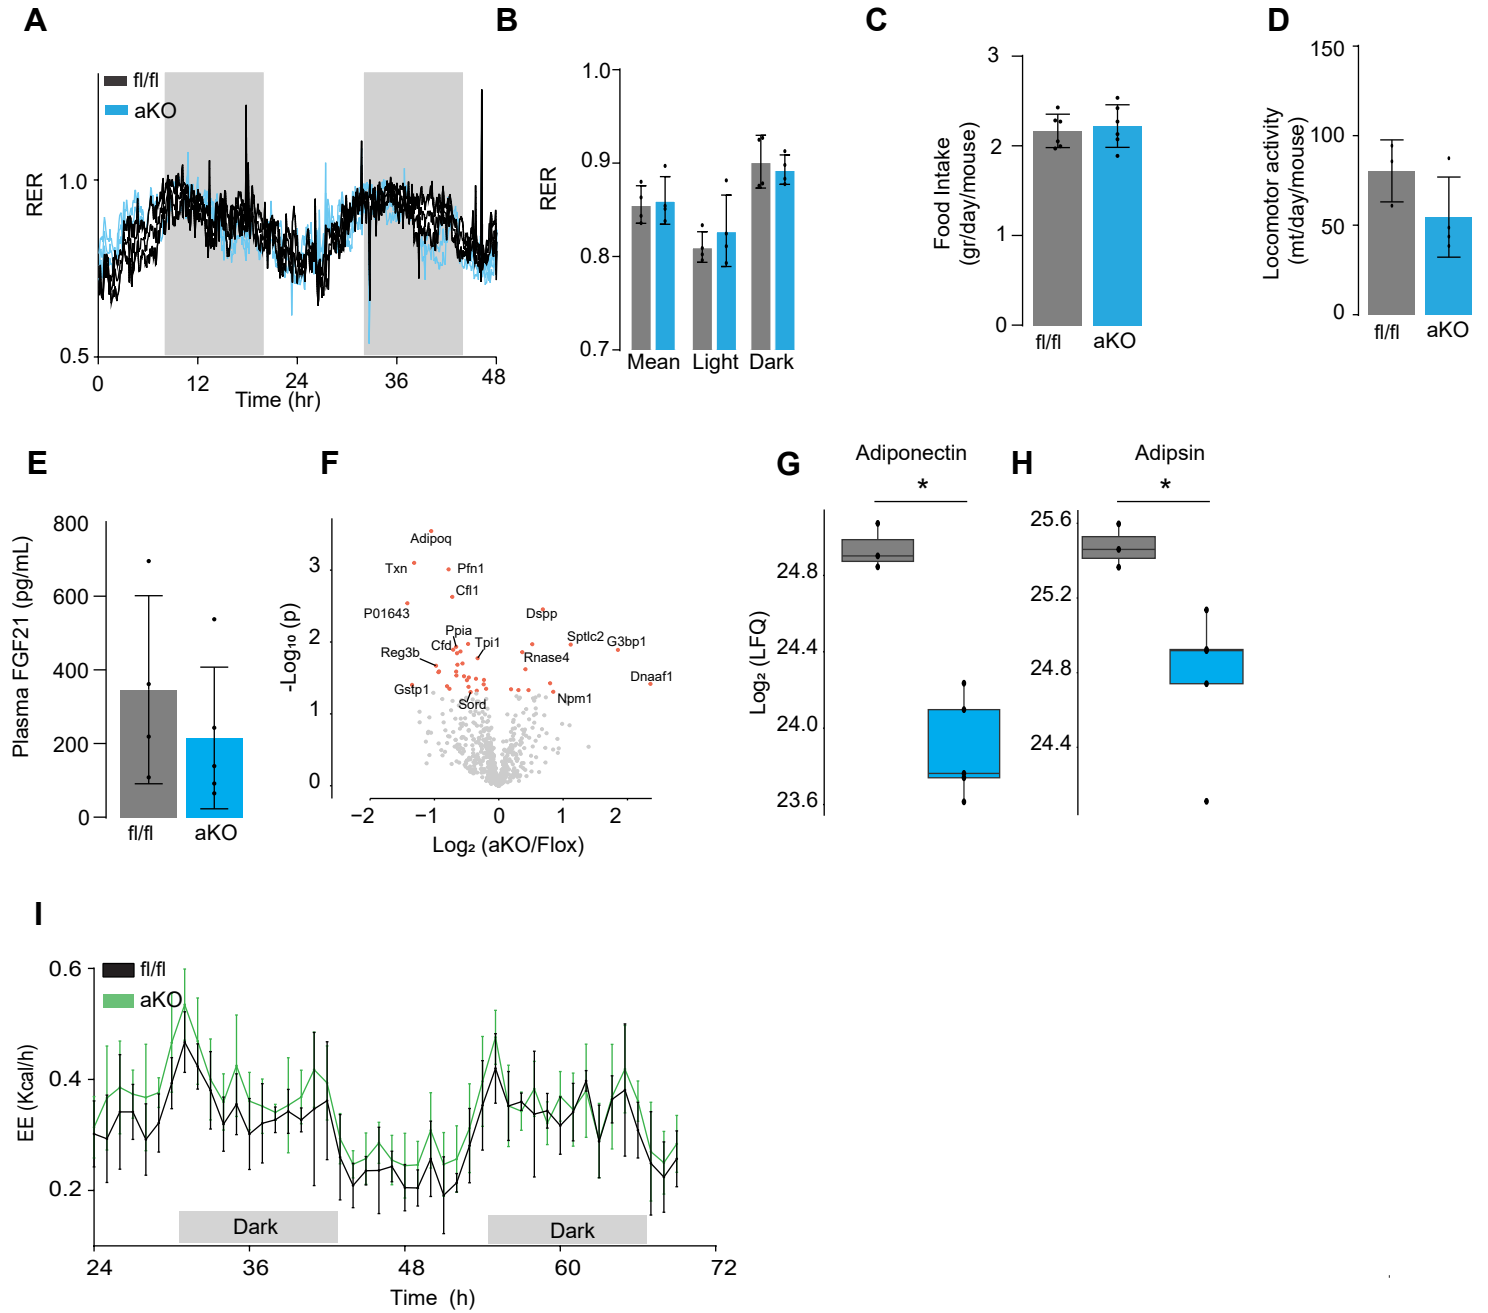 A
fl/fl
aKO
RER
1.0
0.5
0
12
24
36
48
Time (hr)
B
RER
1.0
0.9
0.8
0.7
Mean
Light
Dark
C
Food Intake
(gr/day/mouse)
3
2
1
0
fl/fl
aKO
D
Locomotor activity
(mt/day/mouse)
150
100
50
0
fl/fl
aKO
E
Plasma FGF21 (pg/mL)
800
600
400
200
0
fl/fl
aKO
F
-Log₁₀ (p)
3
2
1
0
Adipoq
Txn
Pfn1
Cfl1
P01643
Dspp
Ppia
Cfd
Tpi1
Sptlc2
G3bp1
Reg3b
Rnase4
Gstp1
Dnaaf1
Sord
Npm1
−2
−1
0
1
2
Log₂ (aKO/Flox)
G
Adiponectin
*
Log₂ (LFQ)
24.8
24.4
24.0
23.6
H
Adipsin
*
25.6
25.2
24.8
24.4
I
fl/fl
aKO
EE (Kcal/h)
0.6
0.4
0.2
Dark
Dark
24
36
48
60
72
Time (h)